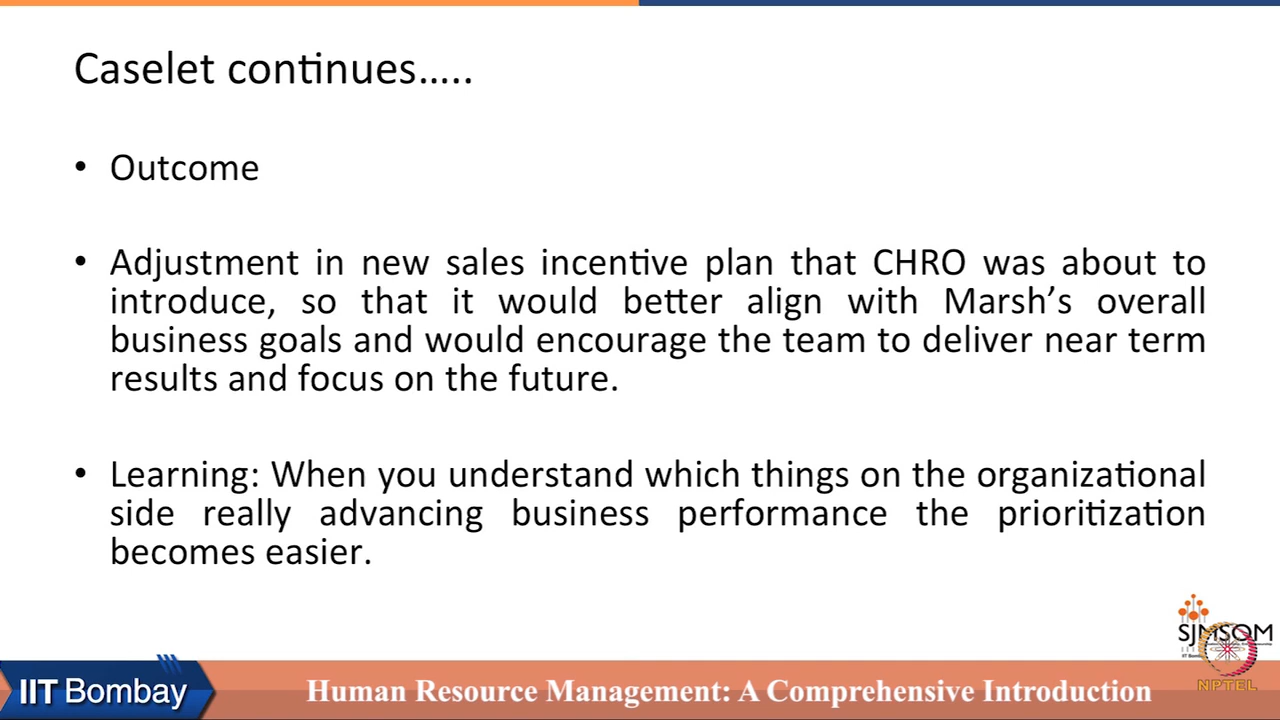 Caselet continues…..
• Outcome
• Adjustment in new sales incentive plan that CHRO was about to
introduce, so that it would better align with Marsh’s overall
business goals and would encourage the team to deliver near term
results and focus on the future.
• Learning: When you understand which things on the organizational
side really advancing business performance the prioritization
becomes easier.
SJMSOM
NPTEL
IIT Bombay
Human Resource Management: A Comprehensive Introduction